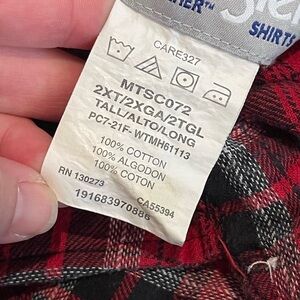 SHIRTS
CARE327
MTSC072
2XT/2XGA/2TGL
TALL/ALTO/LONG
PC7-21F- WTMH61113
100% COTTON
100% ALGODON
100% COTON
RN 130273
CA55394
191683970886